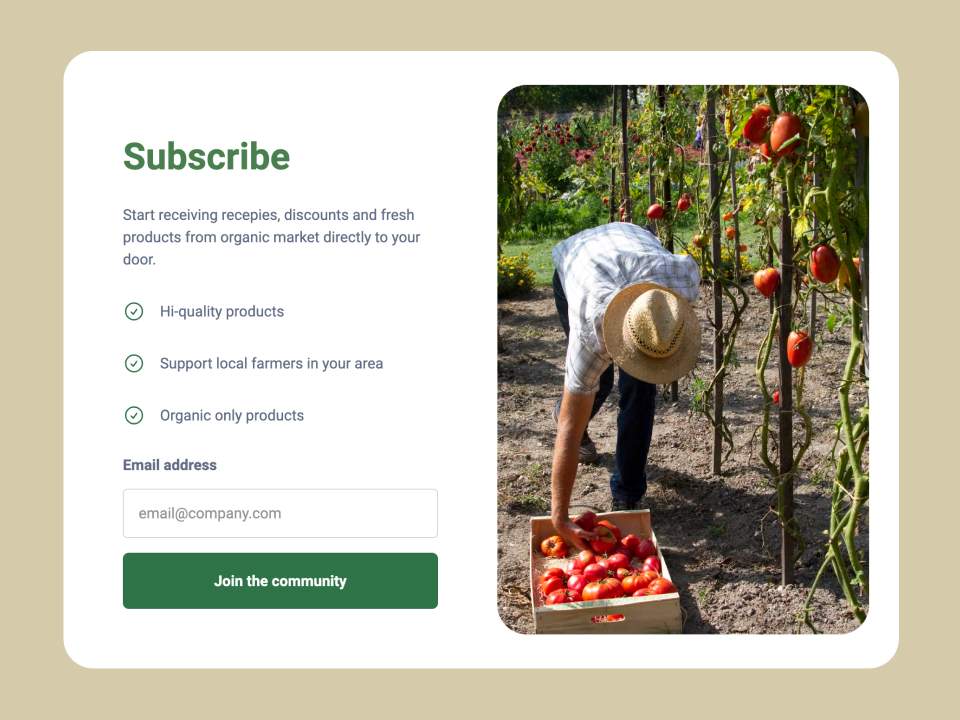 Subscribe
Start receiving recepies, discounts and fresh
products from organic market directly to your
door.
Hi-quality products
Support local farmers in your area
Organic only products
Email address
email@company.com
Join the community